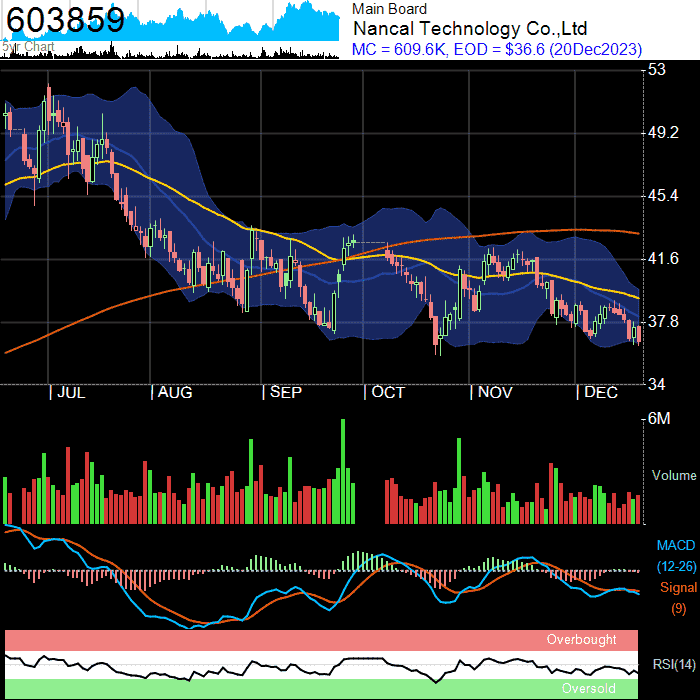 603859
5yr Chart
Main Board
Nancal Technology Co.,Ltd
MC = 609.6K, EOD = $36.6 (20Dec2023)
53
49.2
45.4
41.6
37.8
34
JUL
AUG
SEP
OCT
NOV
DEC
6M
Volume
MACD
(12-26)
Signal
(9)
Overbought
RSI(14)
Oversold